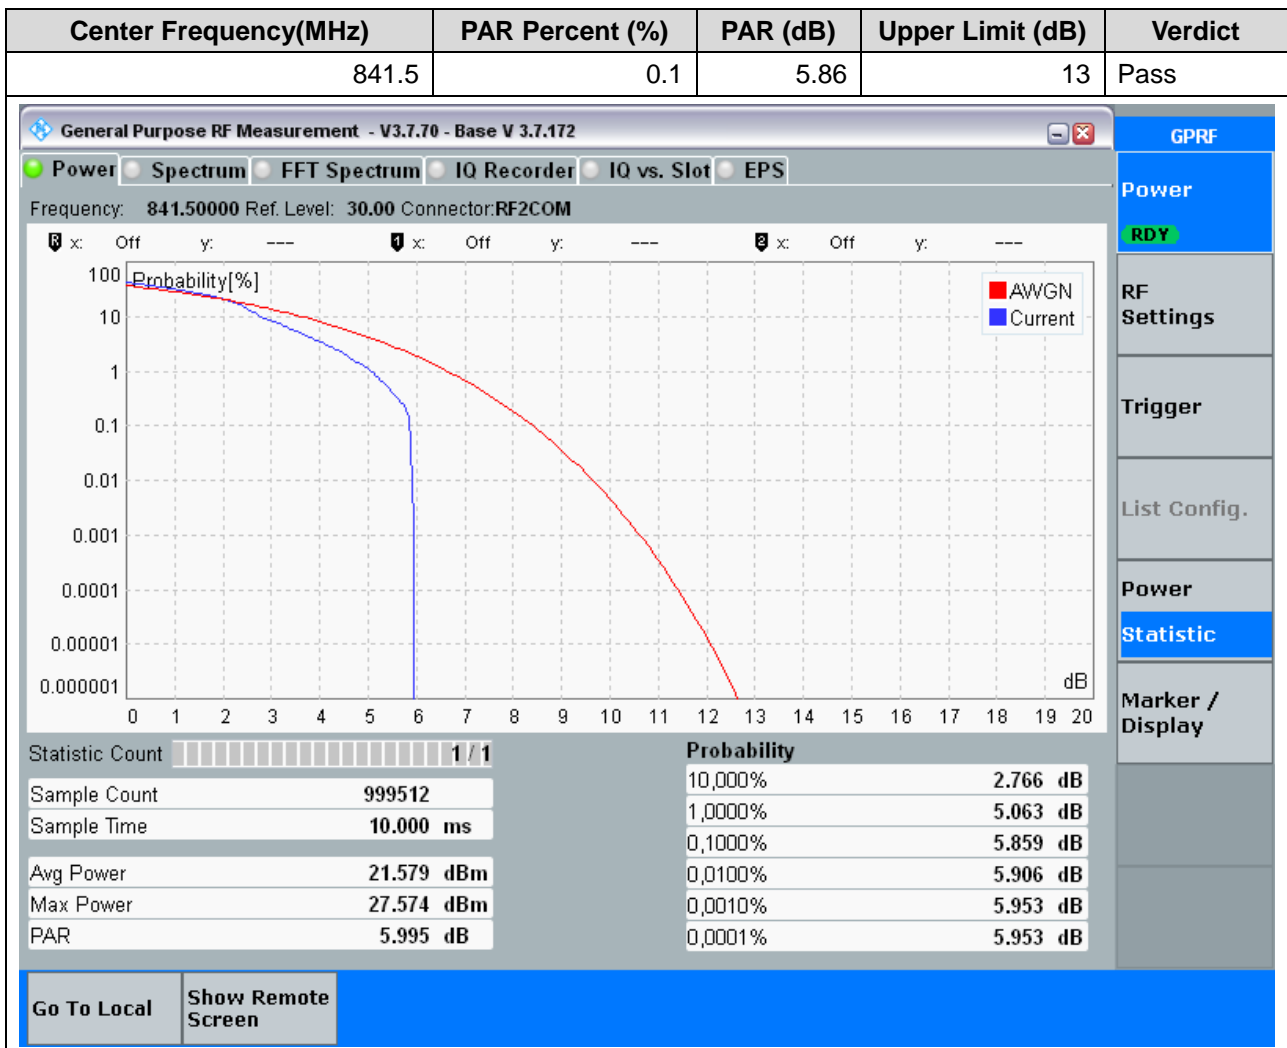 Center Frequency(MHz) PAR Percent (%) PAR (dB) Upper Limit (dB) Verdict
841.5 0.1 5.86 13 Pass
General Purpose RF Measurement - V3.7.70 - Base V 3.7.172
GPRF
Power Spectrum FFT Spectrum IQ Recorder IQ vs. Slot EPS
Power
RDY
Frequency: 841.50000 Ref. Level: 30.00 Connector:RF2COM
R x: Off y: --- 1 x: Off y: --- 2 x: Off y: ---
Probability[%]
AWGN
Current
100
10
1
0.1
0.01
0.001
0.0001
0.00001
0.000001
dB
0 1 2 3 4 5 6 7 8 9 10 11 12 13 14 15 16 17 18 19 20
RF
Settings
Trigger
List Config.
Power
Statistic
Marker /
Display
Statistic Count 1 / 1
Sample Count 999512
Sample Time 10.000 ms
Avg Power 21.579 dBm
Max Power 27.574 dBm
PAR 5.995 dB
Probability
10,000% 2.766 dB
1,0000% 5.063 dB
0,1000% 5.859 dB
0,0100% 5.906 dB
0,0010% 5.953 dB
0,0001% 5.953 dB
Go To Local
Show Remote
Screen